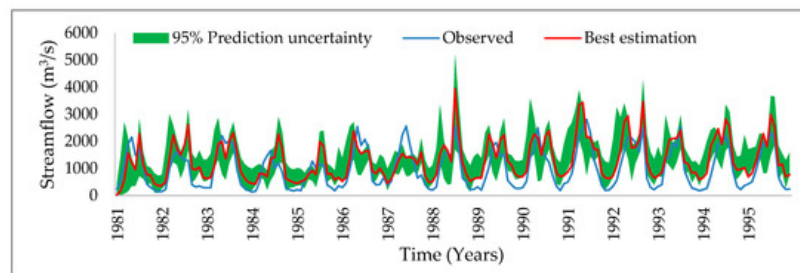 95% Prediction uncertainty Observed Best estimation
Streamflow (m³/s)
6000
5000
4000
3000
2000
1000
0
1981 1982 1983 1984 1985 1986 1987 1988 1989 1990 1991 1992 1993 1994 1995
Time (Years)